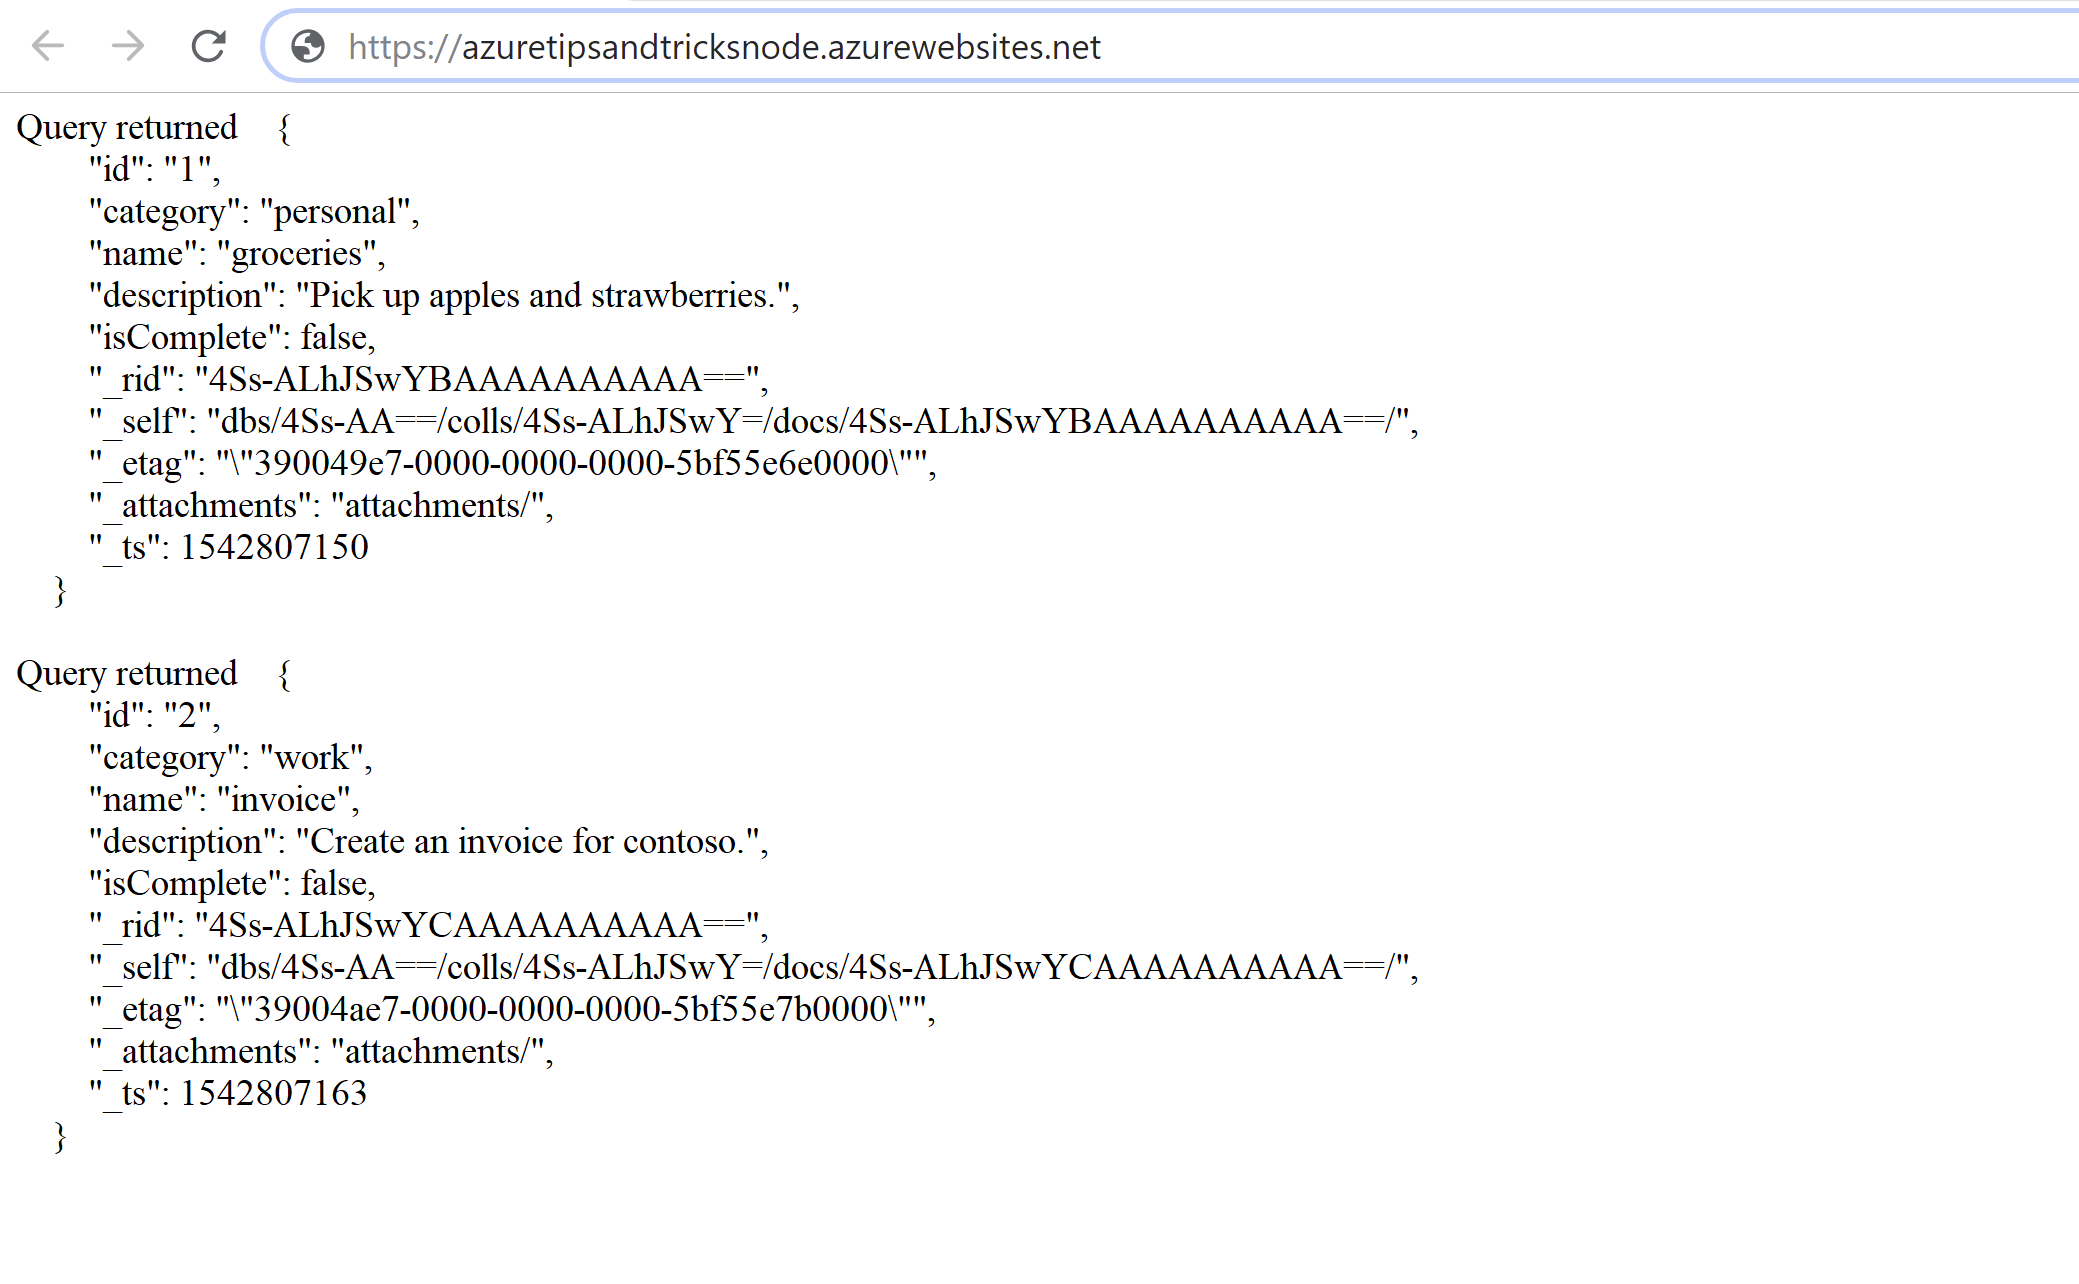 https://azuretipsandtricksnode.azurewebsites.net
Query returned    {
"id": "1",
"category": "personal",
"name": "groceries",
"description": "Pick up apples and strawberries.",
"isComplete": false,
"_rid": "4Ss-ALhJSwYBAAAAAAAAAA==",
"_self": "dbs/4Ss-AA==/colls/4Ss-ALhJSwY=/docs/4Ss-ALhJSwYBAAAAAAAAAA==/",
"_etag": "\"390049e7-0000-0000-0000-5bf55e6e0000\"",
"_attachments": "attachments/",
"_ts": 1542807150
}
Query returned    {
"id": "2",
"category": "work",
"name": "invoice",
"description": "Create an invoice for contoso.",
"isComplete": false,
"_rid": "4Ss-ALhJSwYCAAAAAAAAAA==",
"_self": "dbs/4Ss-AA==/colls/4Ss-ALhJSwY=/docs/4Ss-ALhJSwYCAAAAAAAAAA==/",
"_etag": "\"39004ae7-0000-0000-0000-5bf55e7b0000\"",
"_attachments": "attachments/",
"_ts": 1542807163
}